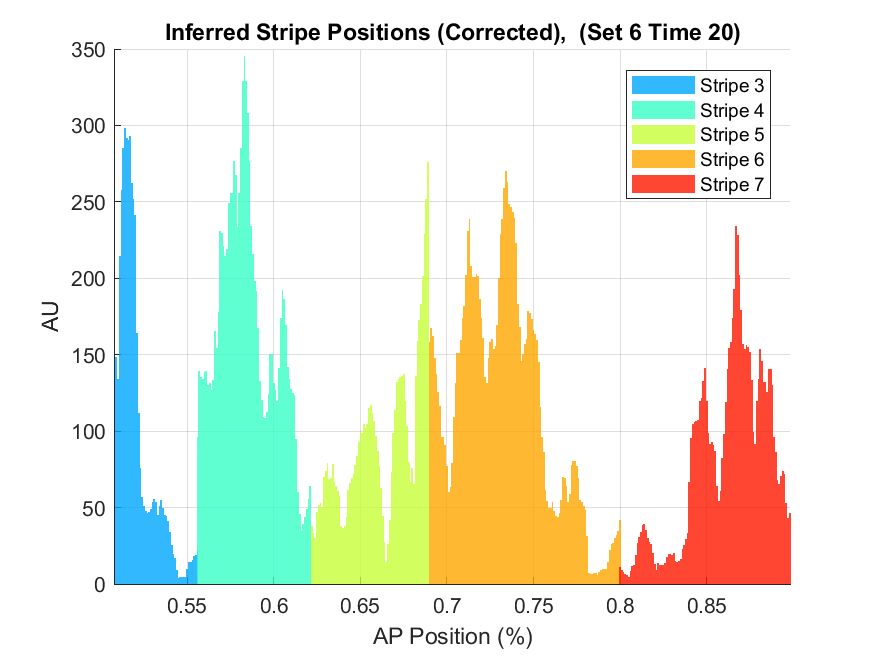 Inferred Stripe Positions (Corrected),  (Set 6 Time 20)
350
300
250
200
150
100
50
0
AU
0.55
0.6
0.65
0.7
0.75
0.8
0.85
AP Position (%)
Stripe 3
Stripe 4
Stripe 5
Stripe 6
Stripe 7